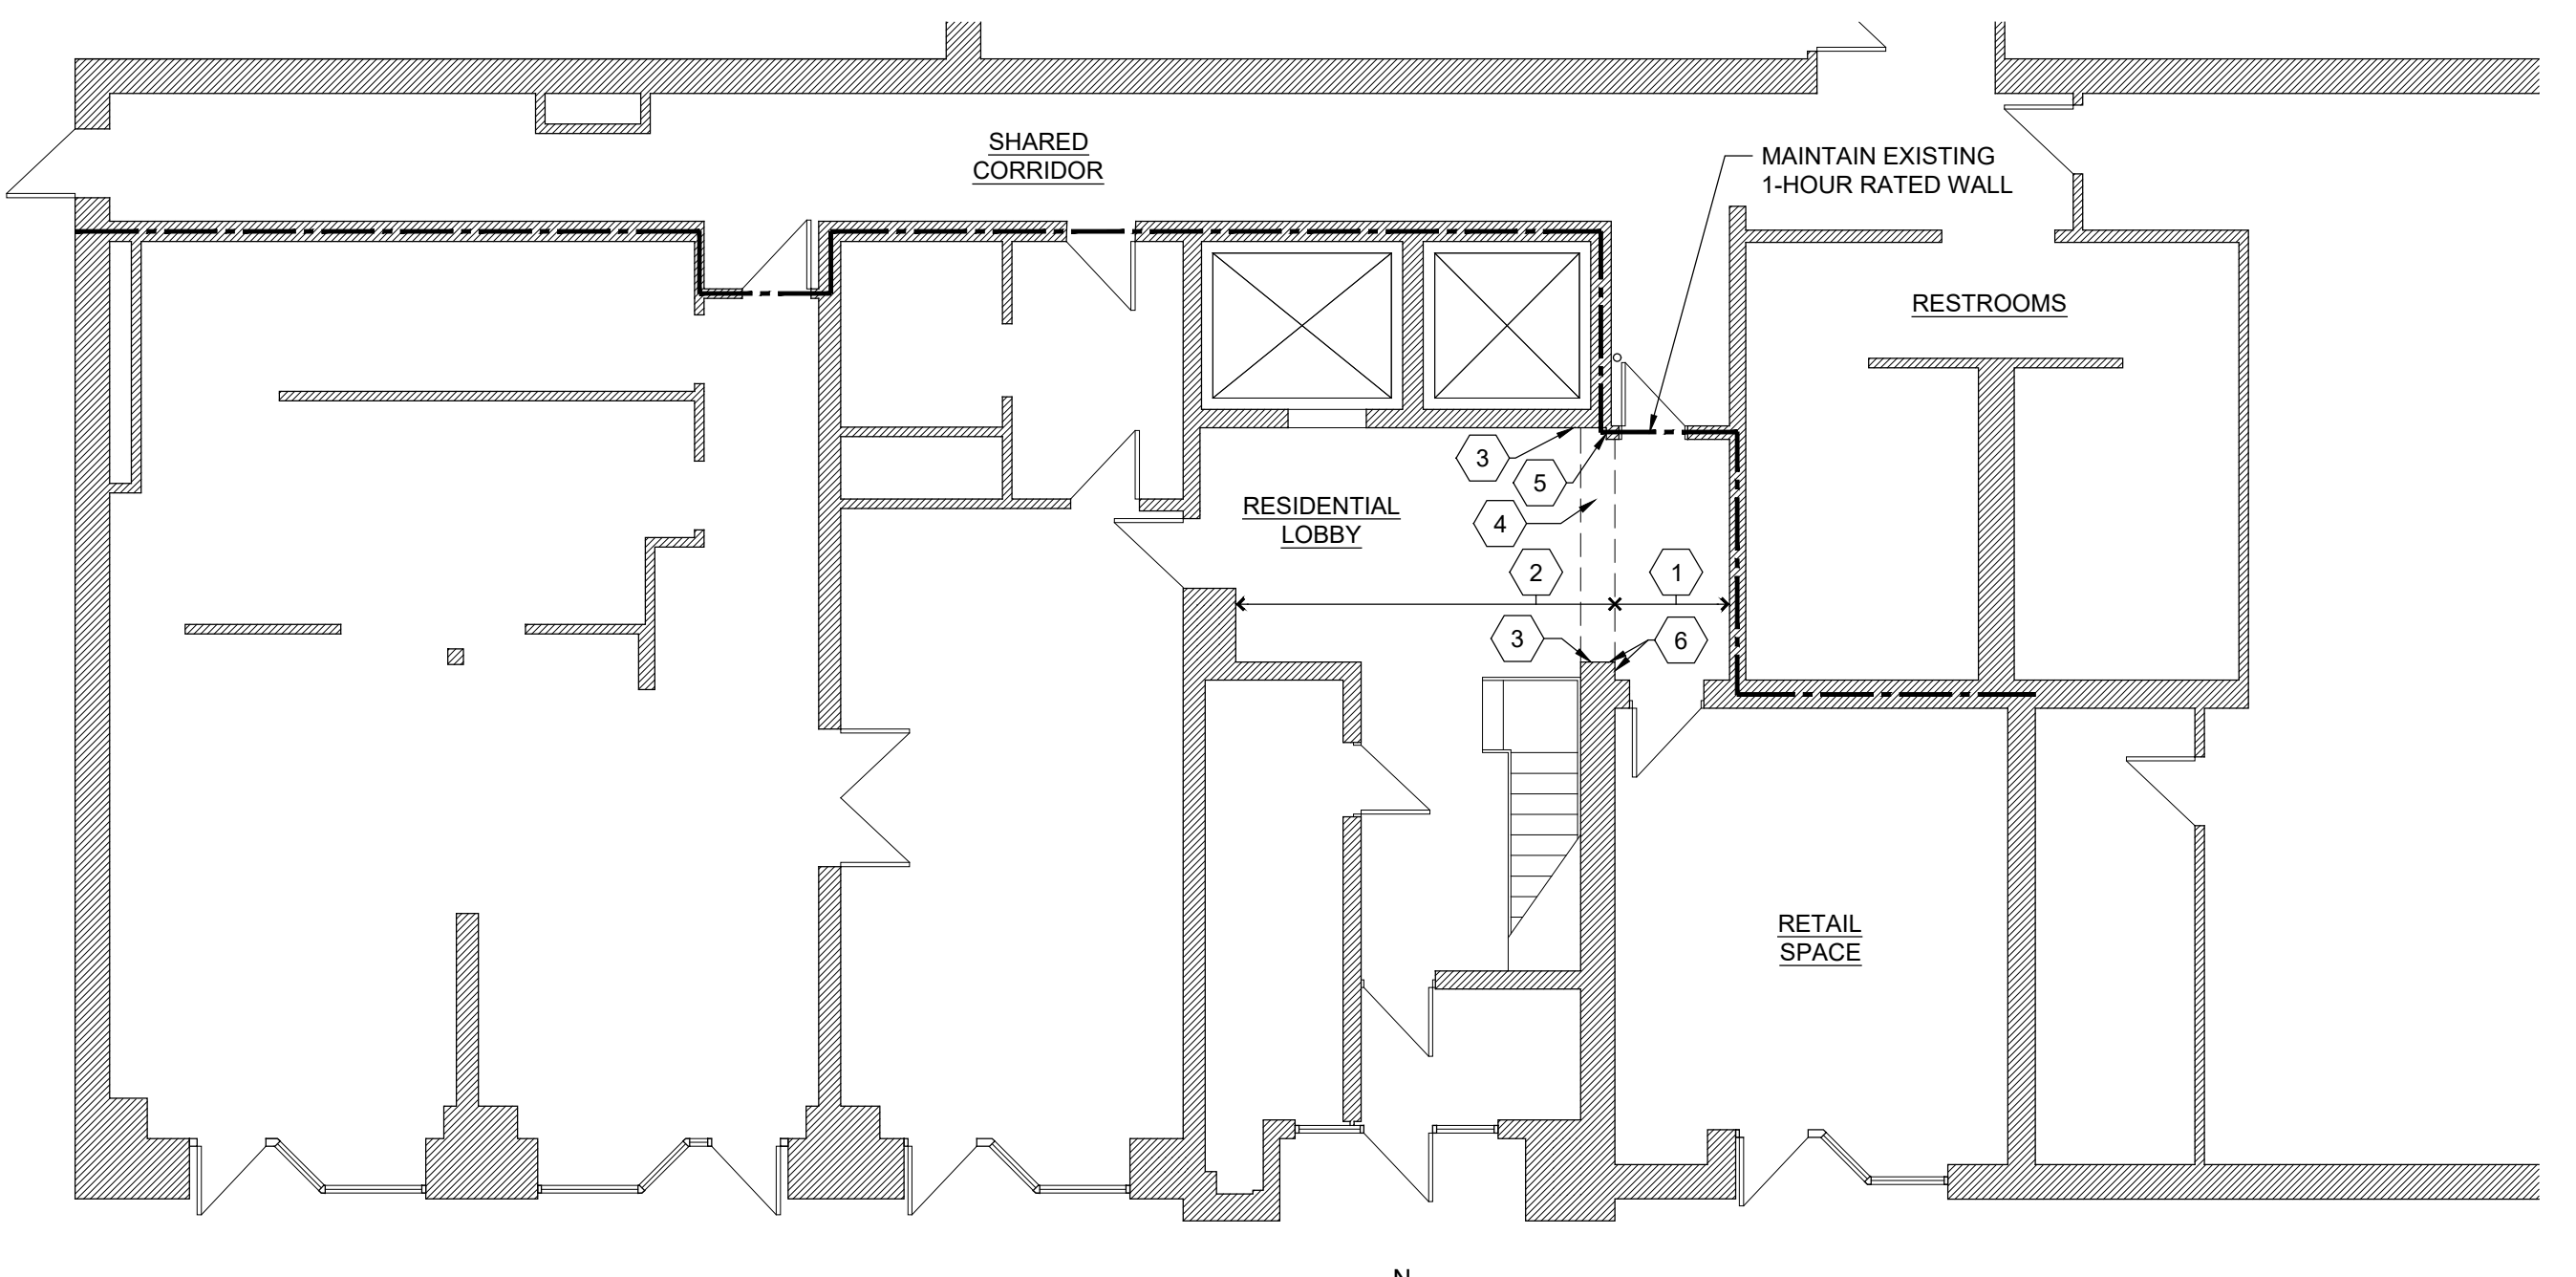 SHARED
CORRIDOR
MAINTAIN EXISTING
1-HOUR RATED WALL
RESTROOMS
3
5
RESIDENTIAL
LOBBY
4
2
1
3
6
RETAIL
SPACE
N